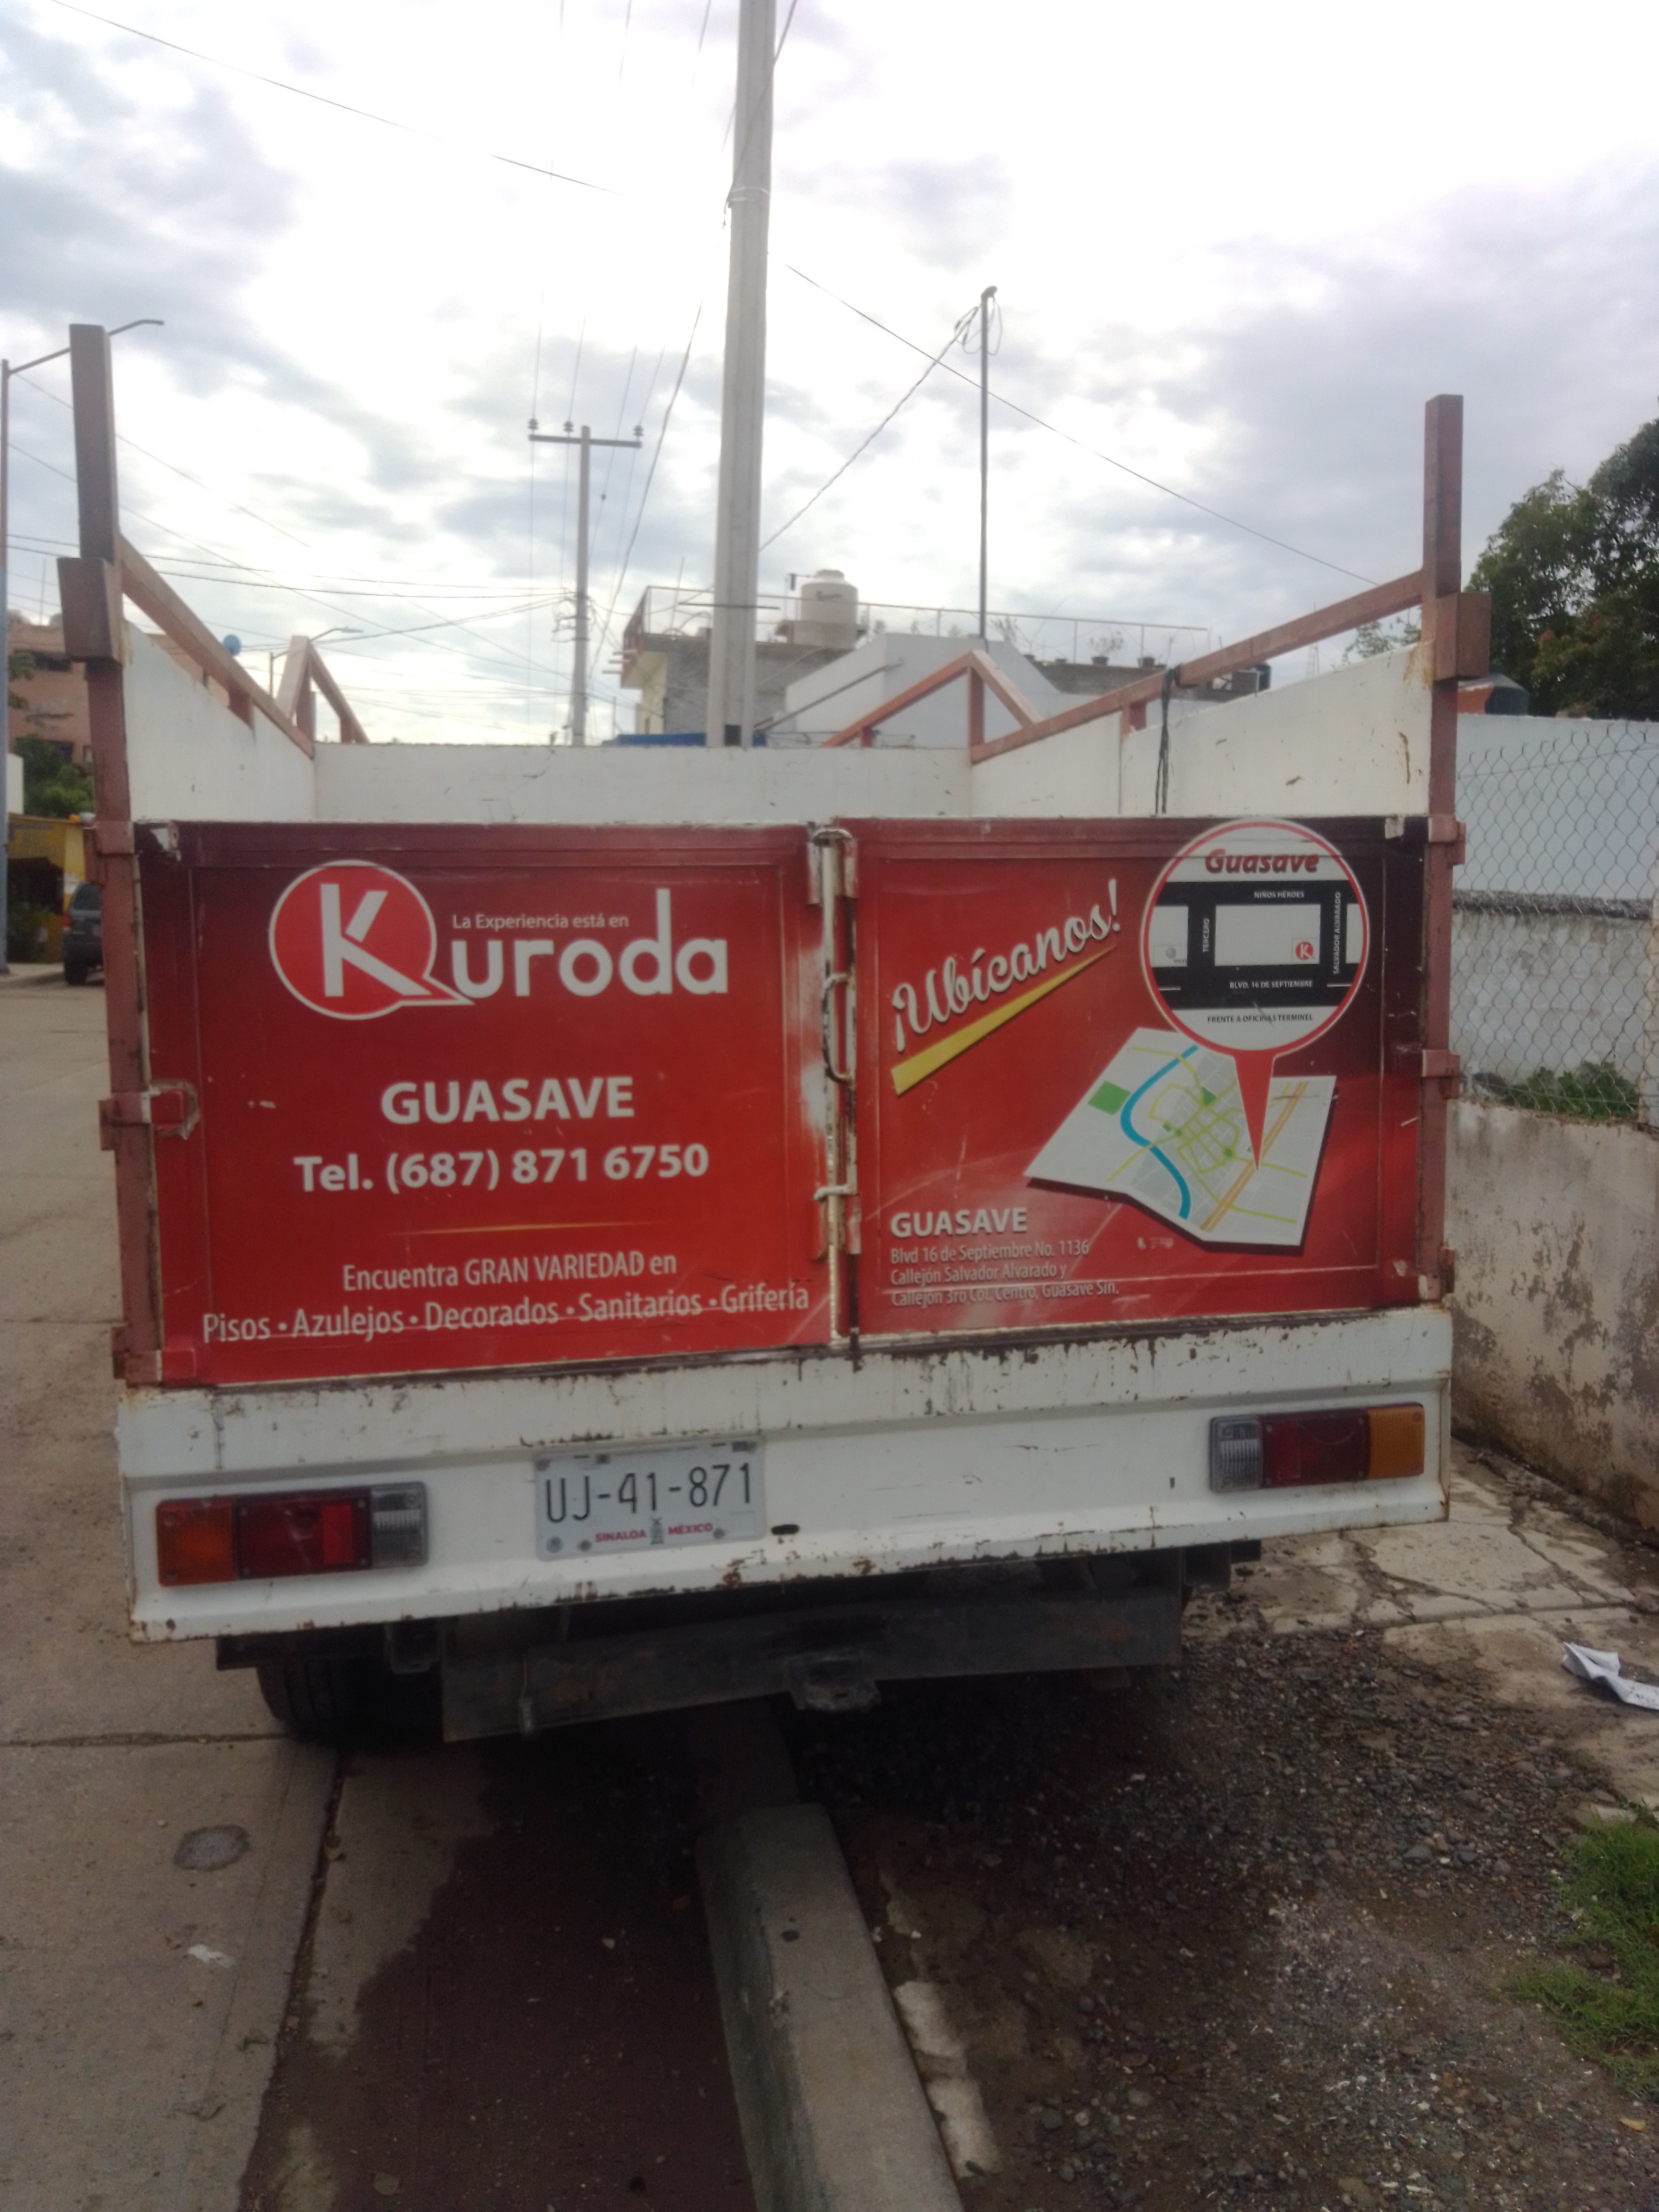 La Experiencia está en
Kuroda
GUASAVE
Tel. (687) 871 6750
Encuentra GRAN VARIEDAD en
Pisos • Azulejos • Decorados • Sanitarios • Grifería
¡Ubícanos!
Guasave
NIÑOS HÉROES
TERCERO
SALVADOR ALVARADO
BLVD. 16 DE SEPTIEMBRE
FRENTE A OFICINAS TERMINEL
GUASAVE
Blvd 16 de Septiembre No. 1136
Callejón Salvador Alvarado y
Callejón 3ro Col. Centro, Guasave Sin.
UJ-41-871
SINALOA MÉXICO